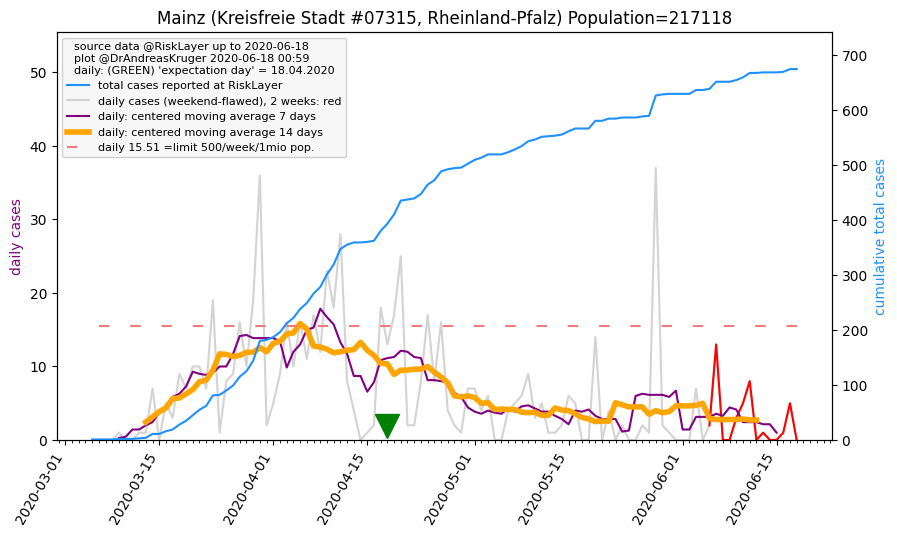 Mainz (Kreisfreie Stadt #07315, Rheinland-Pfalz) Population=217118
source data @RiskLayer up to 2020-06-18
plot @DrAndreasKruger 2020-06-18 00:59
daily: (GREEN) 'expectation day' = 18.04.2020
total cases reported at RiskLayer
daily cases (weekend-flawed), 2 weeks: red
daily: centered moving average 7 days
daily: centered moving average 14 days
daily 15.51 =limit 500/week/1mio pop.
daily cases
50
40
30
20
10
0
700
600
500
400
300
200
100
0
cumulative total cases
2020-03-01
2020-03-15
2020-04-01
2020-04-15
2020-05-01
2020-05-15
2020-06-01
2020-06-15